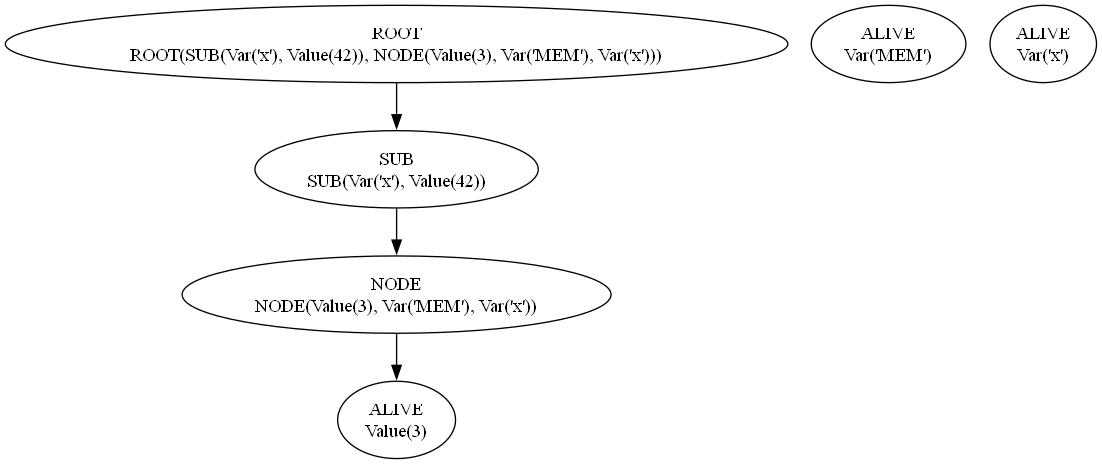 ROOT
ROOT(SUB(Var('x'), Value(42)), NODE(Value(3), Var('MEM'), Var('x')))
ALIVE
Var('MEM')
ALIVE
Var('x')
SUB
SUB(Var('x'), Value(42))
NODE
NODE(Value(3), Var('MEM'), Var('x'))
ALIVE
Value(3)